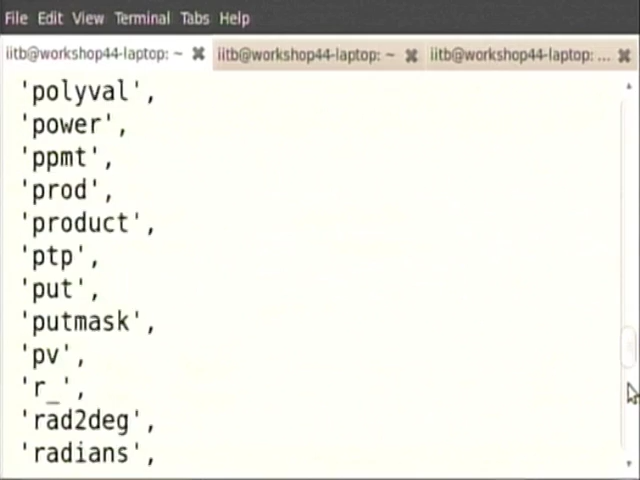 File Edit View Terminal Tabs Help
iitb@workshop44-laptop: ~ ✖ iitb@workshop44-laptop: ~ ✖ iitb@workshop44-laptop: ... ✖
'polyval',
'power',
'ppmt',
'prod',
'product',
'ptp',
'put',
'putmask',
'pv',
'r_',
'rad2deg',
'radians',